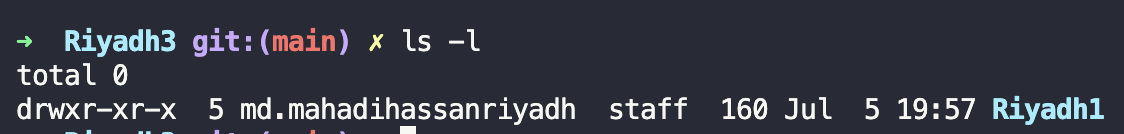 ➜ Riyadh3 git:(main) ✗ ls -l
total 0
drwxr-xr-x 5 md.mahadihassanriyadh staff 160 Jul 5 19:57 Riyadh1